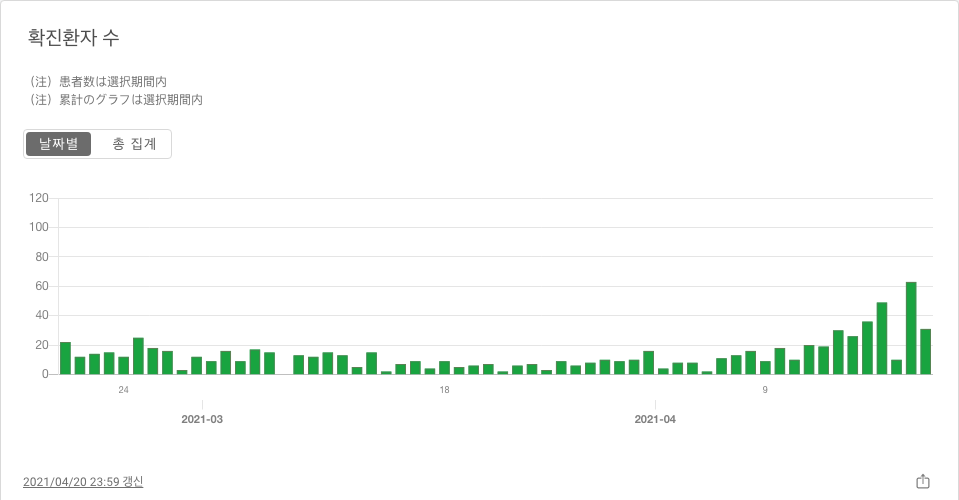 확진환자 수
（注）患者数は選択期間内
（注）累計のグラフは選択期間内
날짜별 총 집계
120
100
80
60
40
20
0
24 18 9
2021-03 2021-04
2021/04/20 23:59 갱신